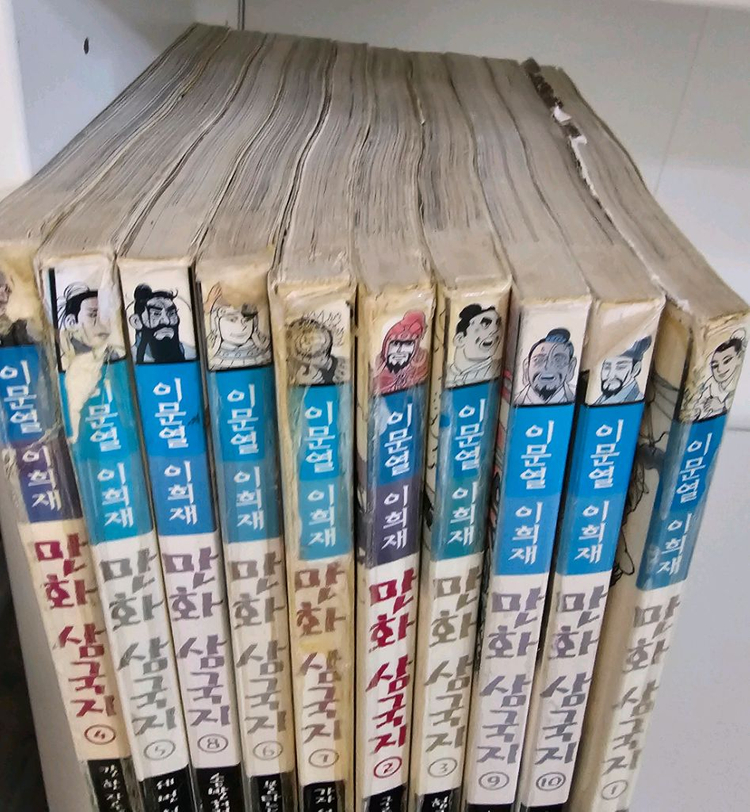 이문열 이희재 만화 삼국지 4
이문열 이희재 만화 삼국지 5 세 번
이문열 이희재 만화 삼국지 8
이문열 이희재 만화 삼국지 6
이문열 이희재 만화 삼국지 7
이문열 이희재 만화 삼국지 2
이문열 이희재 만화 삼국지 3
이문열 이희재 만화 삼국지 9
이문열 이희재 만화 삼국지 10
이문열 이희재 만화 삼국지 1